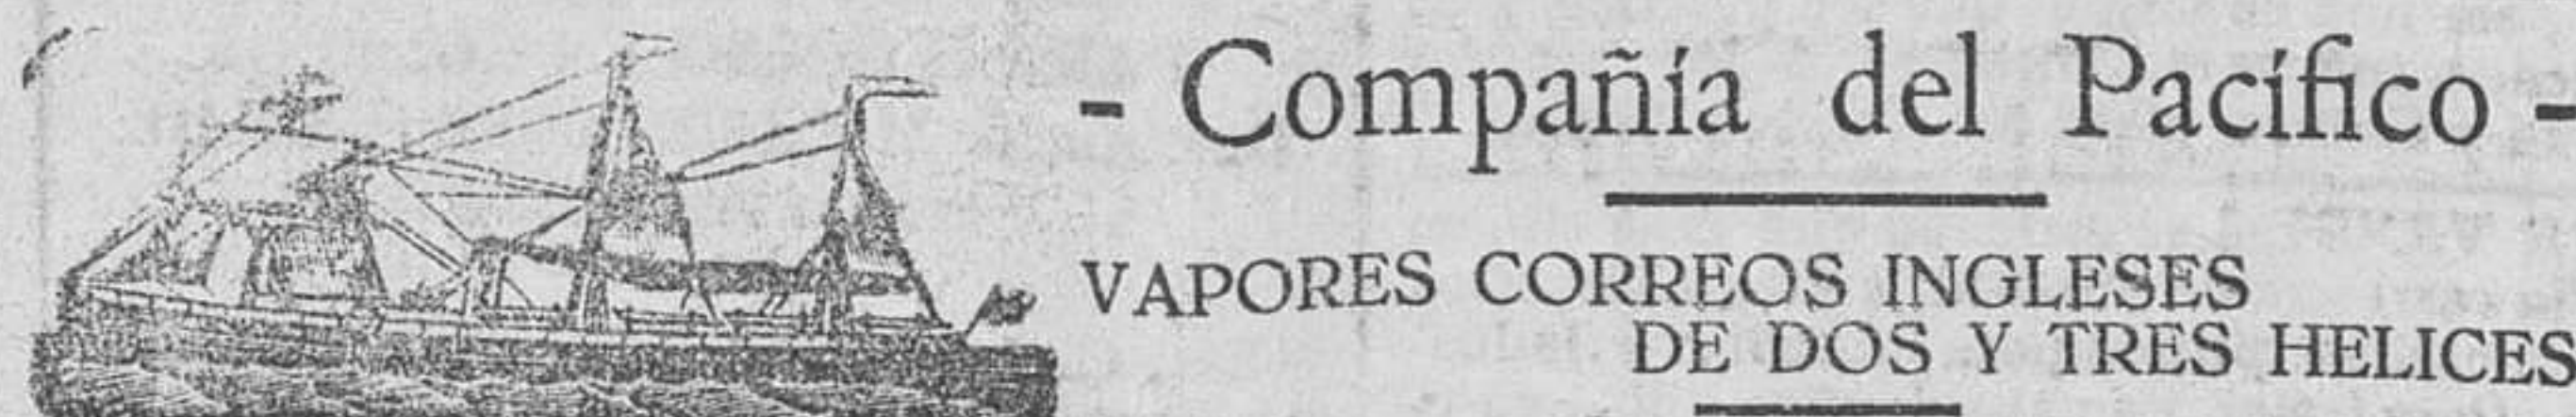 - Compañía del Pacífico -
VAPORES CORREOS INGLESES
DE DOS Y TRES HELICES